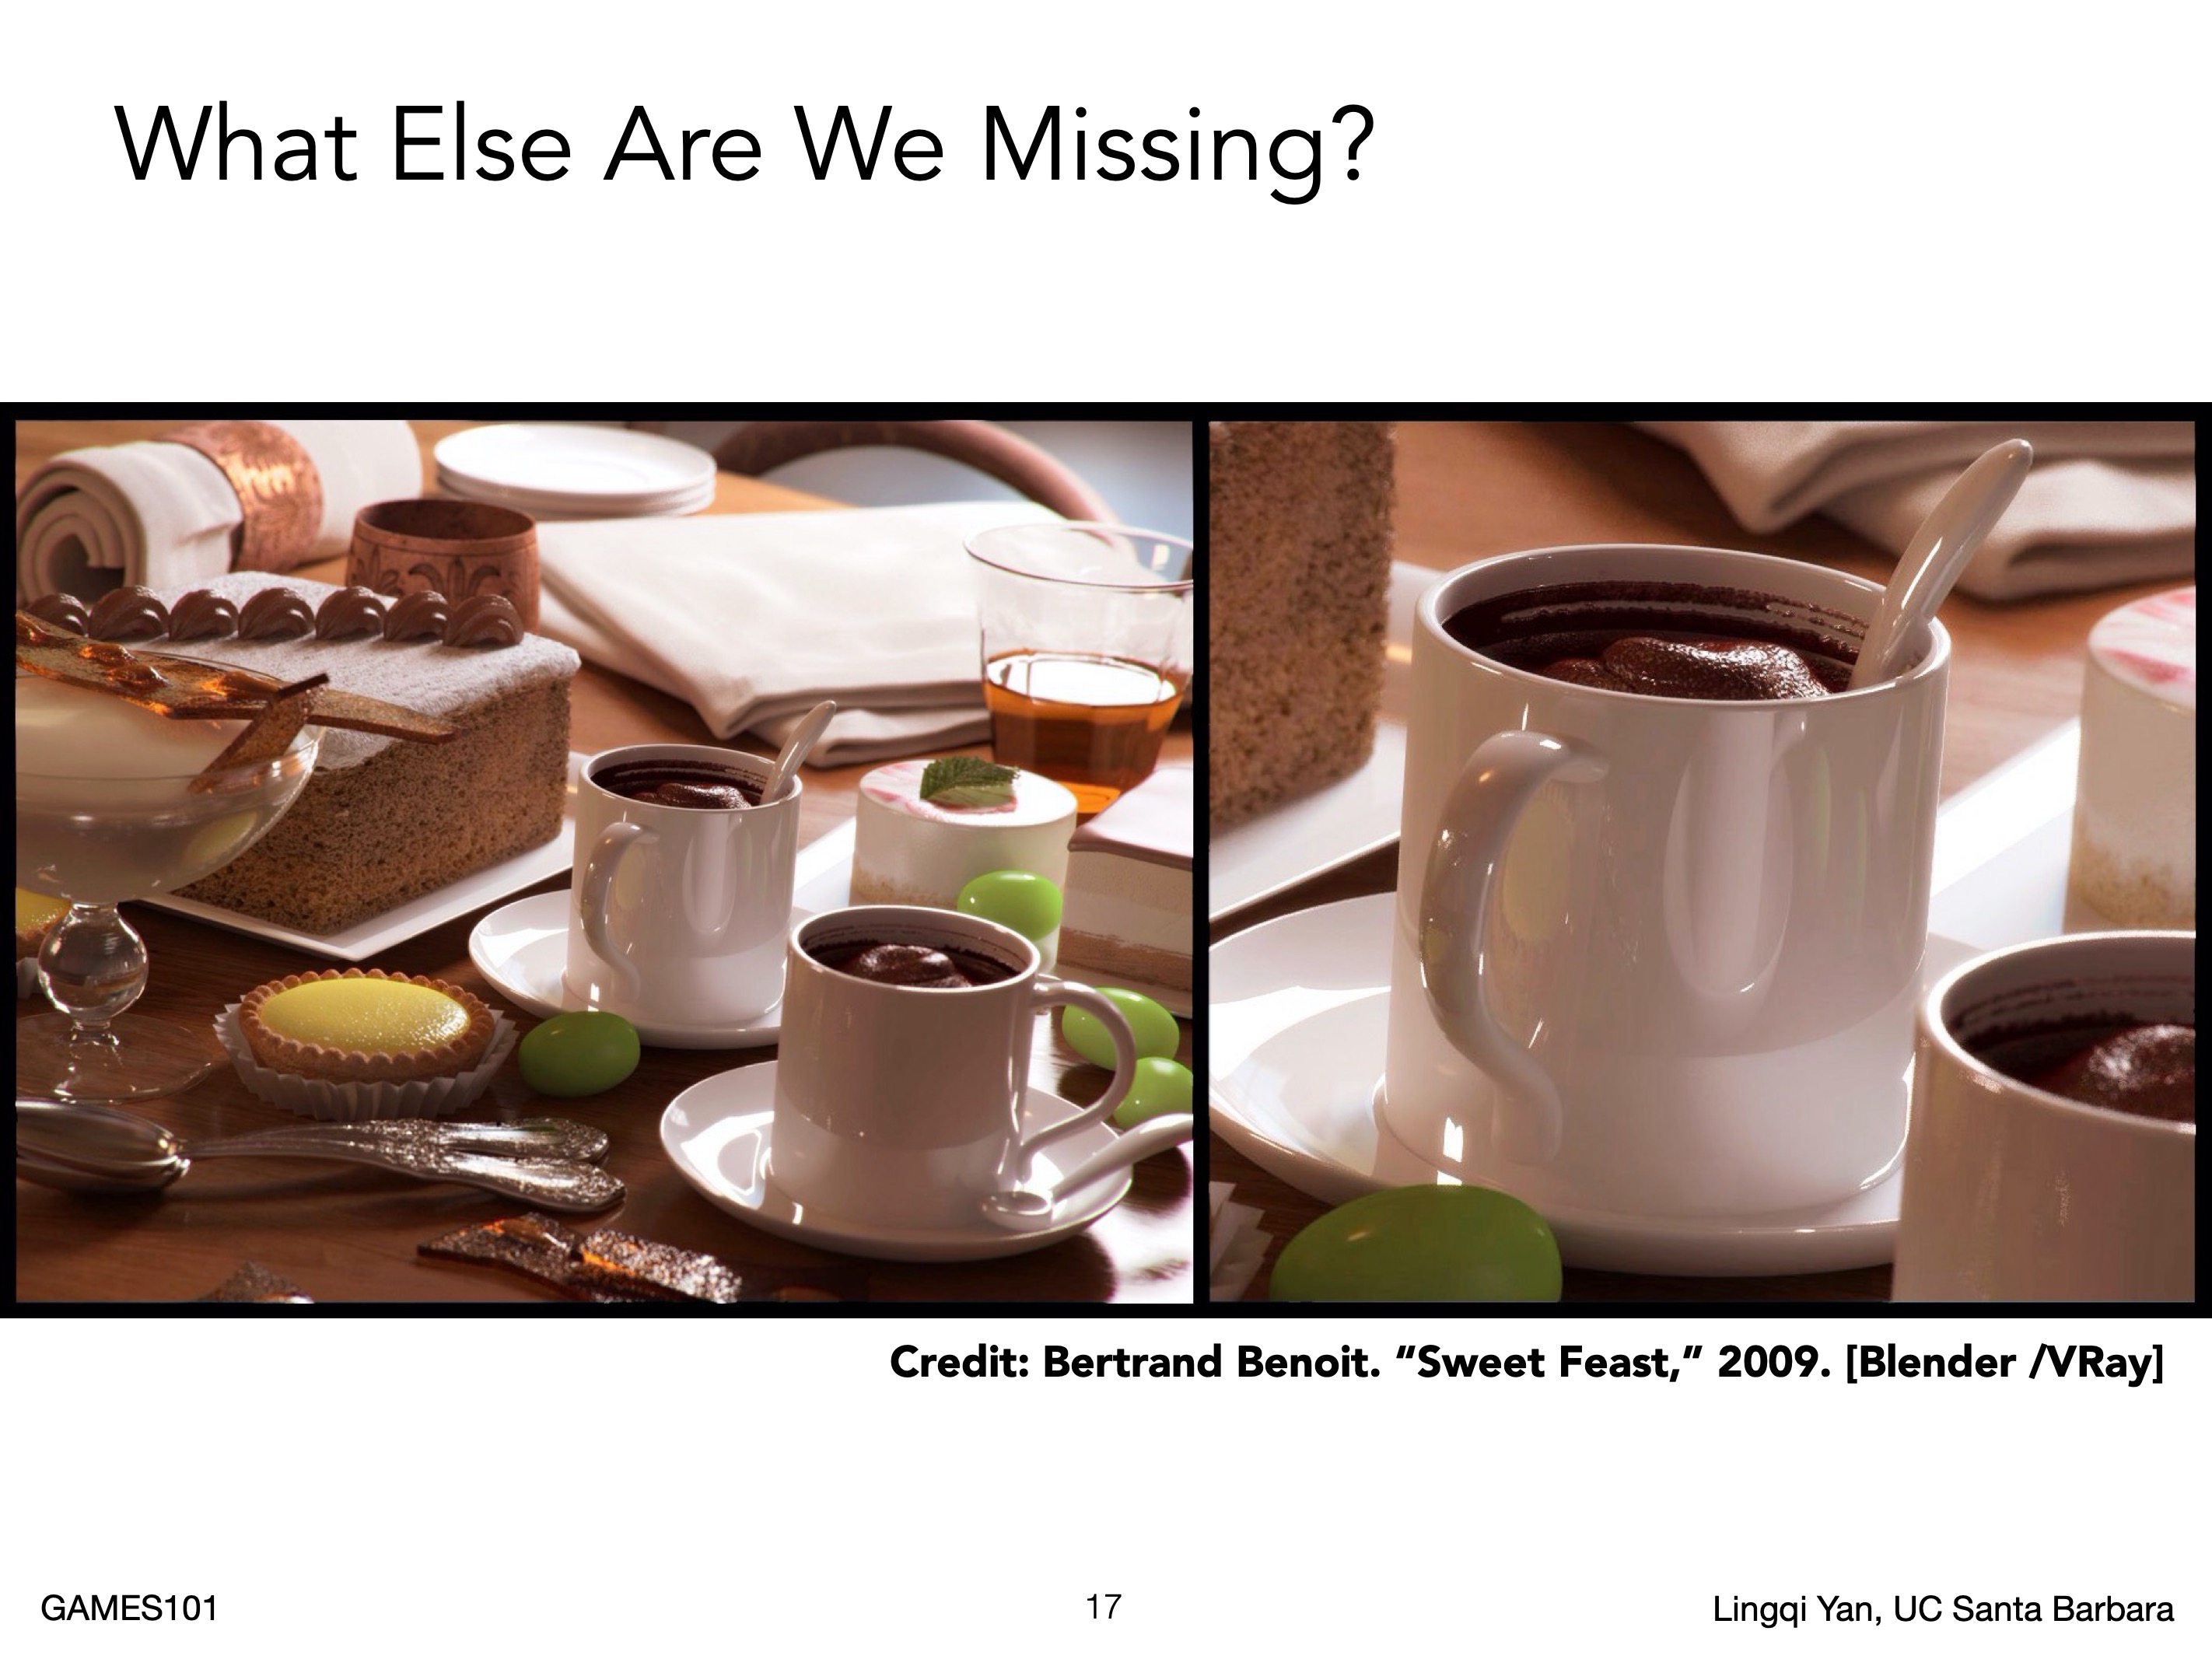 What Else Are We Missing?
Credit: Bertrand Benoit. “Sweet Feast,” 2009. [Blender /VRay]
GAMES101
17
Lingqi Yan, UC Santa Barbara